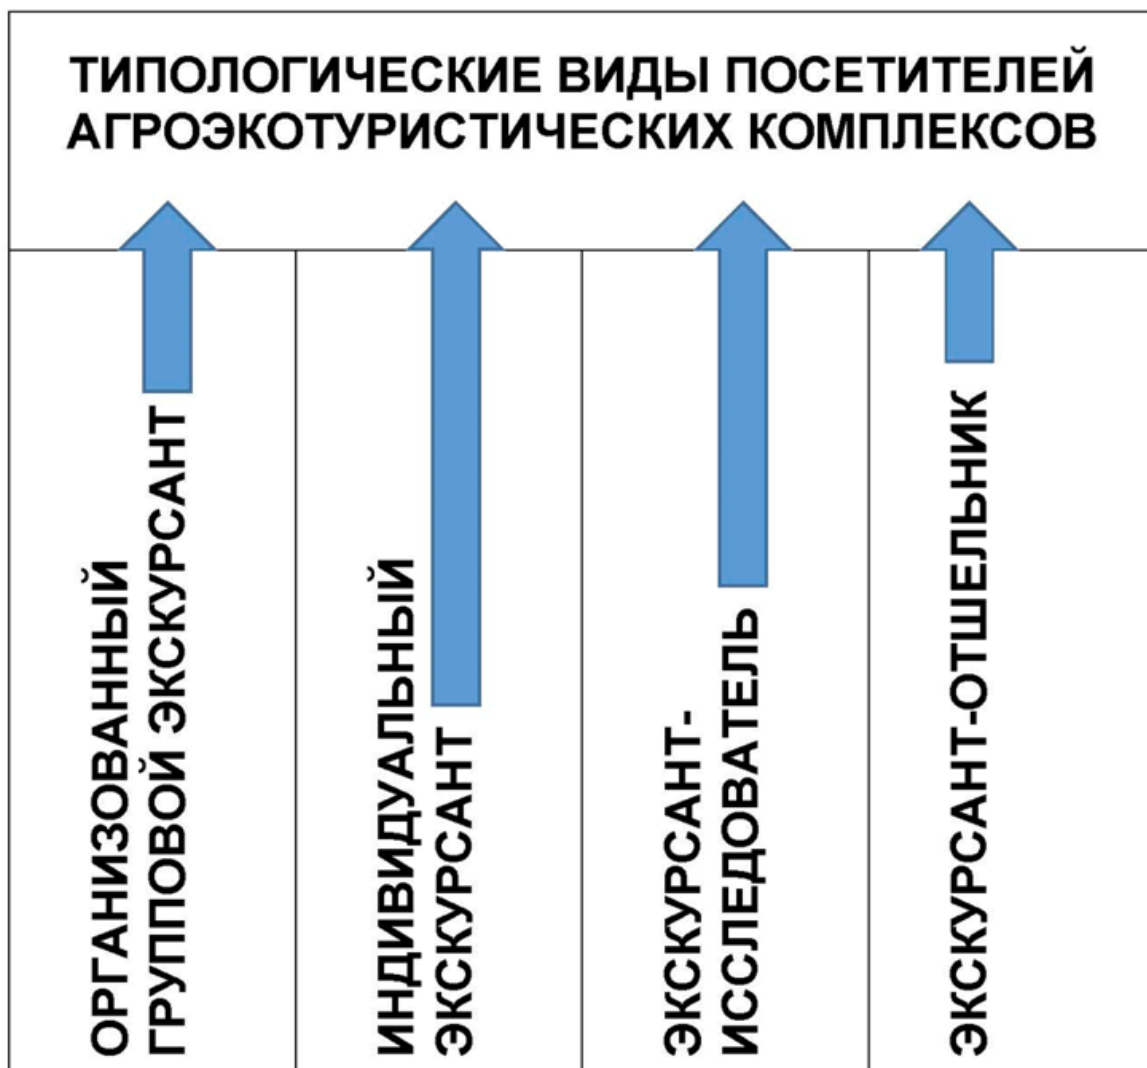 ТИПОЛОГИЧЕСКИЕ ВИДЫ ПОСЕТИТЕЛЕЙ
АГРОЭКОТУРИСТИЧЕСКИХ КОМПЛЕКСОВ
ОРГАНИЗОВАННЫЙ
ГРУППОВОЙ ЭКСКУРСАНТ
ИНДИВИДУАЛЬНЫЙ
ЭКСКУРСАНТ
ЭКСКУРСАНТ-
ИССЛЕДОВАТЕЛЬ
ЭКСКУРСАНТ-ОТШЕЛЬНИК